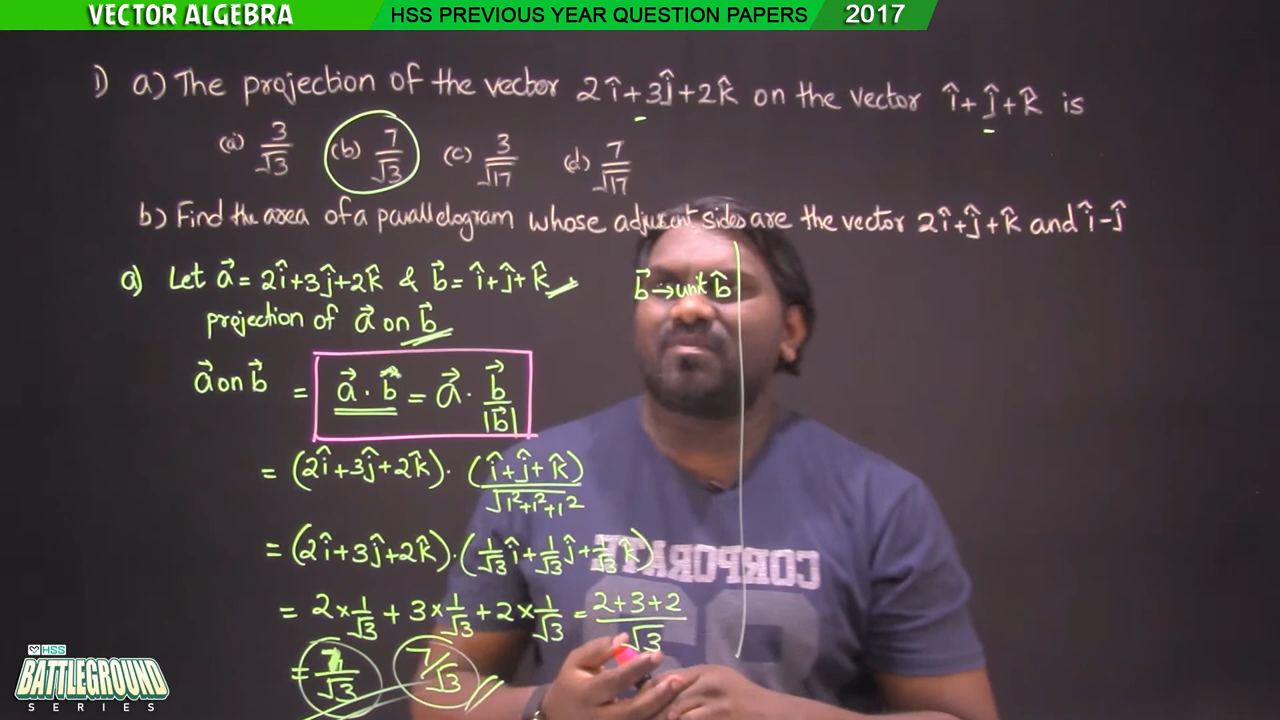 VECTOR ALGEBRA
HSS PREVIOUS YEAR QUESTION PAPERS
2017
1) a) The projection of the vector 2î+3ĵ+2k̂ on the vector î+ĵ+k̂ is
(a) 3/√3 (b) 7/√3 (c) 3/√17 (d) 7/√17
b) Find the area of a parallelogram whose adjacent sides are the vector 2î+ĵ+k̂ and î-ĵ
a) Let a⃗ = 2î+3ĵ+2k̂ & b⃗ = î+ĵ+k̂
b⃗→unit b̂
projection of a⃗ on b⃗
a⃗ on b⃗ = a⃗ · b̂ = a⃗ · b⃗/|b⃗|
= (2î+3ĵ+2k̂) · (î+ĵ+k̂)/√1²+1²+1²
= (2î+3ĵ+2k̂) · (1/√3 î + 1/√3 ĵ + 1/√3 k̂)
= 2×1/√3 + 3×1/√3 + 2×1/√3 = 2+3+2/√3
= 7/√3 7/√3
CORPORATE
HSS
BATTLEGROUND
SERIES